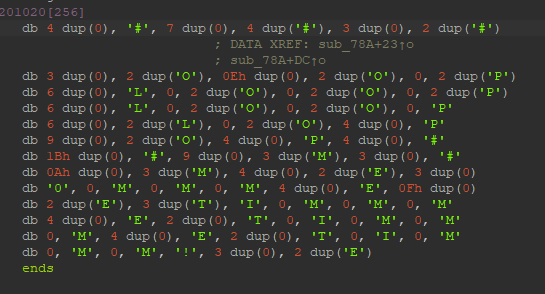 201020[256]
db 4 dup(0), '#', 7 dup(0), 4 dup('#'), 3 dup(0), 2 dup('#')
; DATA XREF: sub_78A+23↑o
; sub_78A+DC↑o
db 3 dup(0), 2 dup('O'), 0Eh dup(0), 2 dup('O'), 0, 2 dup('P')
db 6 dup(0), 'L', 0, 2 dup('O'), 0, 2 dup('O'), 0, 2 dup('P')
db 6 dup(0), 'L', 0, 2 dup('O'), 0, 2 dup('O'), 0, 'P'
db 6 dup(0), 2 dup('L'), 0, 2 dup('O'), 4 dup(0), 'P'
db 9 dup(0), 2 dup('O'), 4 dup(0), 'P', 4 dup(0), '#'
db 1Bh dup(0), '#', 9 dup(0), 3 dup('M'), 3 dup(0), '#'
db 0Ah dup(0), 3 dup('M'), 4 dup(0), 2 dup('E'), 3 dup(0)
db '0', 0, 'M', 0, 'M', 0, 'M', 4 dup(0), 'E', 0Fh dup(0)
db 2 dup('E'), 3 dup('T'), 'I', 0, 'M', 0, 'M', 0, 'M'
db 4 dup(0), 'E', 2 dup(0), 'T', 0, 'I', 0, 'M', 0, 'M'
db 0, 'M', 4 dup(0), 'E', 2 dup(0), 'T', 0, 'I', 0, 'M'
db 0, 'M', 0, 'M', '!', 3 dup(0), 2 dup('E')
ends